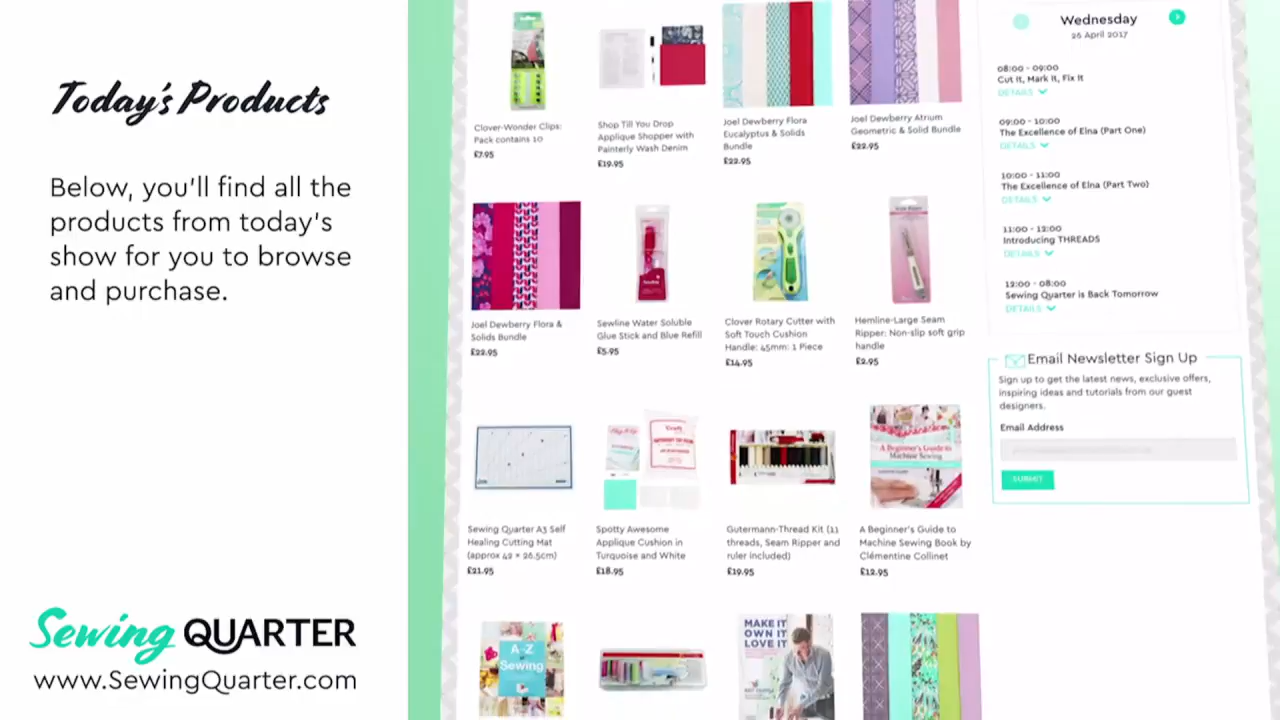 Today's Products
Below, you'll find all the
products from today's
show for you to browse
and purchase.
Sewing QUARTER
www.SewingQuarter.com
Clover-Wonder Clips:
Pack contains 10
£7.95
Shop Till You Drop
Applique Shopper with
Painterly Wash Denim
£19.95
Joel Dewberry Flora
Eucalyptus & Solids
Bundle
£22.95
Joel Dewberry Atrium
Geometric & Solid Bundle
£22.95
Joel Dewberry Flora &
Solids Bundle
£22.95
Sewline Water Soluble
Glue Stick and Blue Refill
£5.95
Clover Rotary Cutter with
Soft Touch Cushion
Handle: 45mm: 1 Piece
£14.95
Hemline-Large Seam
Ripper: Non-slip soft grip
handle
£2.95
Sewing Quarter A3 Self
Healing Cutting Mat
(approx 42 × 26.5cm)
£21.95
Spotty Awesome
Applique Cushion in
Turquoise and White
£18.95
Gutermann-Thread Kit (11
threads, Seam Ripper and
ruler included)
£19.95
A Beginner's Guide to
Machine Sewing
A Beginner's Guide to
Machine Sewing Book by
Clémentine Collinet
£12.95
A-Z
of
Sewing
MAKE IT
OWN IT
LOVE IT
Wednesday
26 April 2017
08:00 - 09:00
Cut It, Mark It, Fix It
DETAILS
09:00 - 10:00
The Excellence of Elna (Part One)
DETAILS
10:00 - 11:00
The Excellence of Elna (Part Two)
DETAILS
11:00 - 12:00
Introducing THREADS
DETAILS
12:00 - 08:00
Sewing Quarter is Back Tomorrow
DETAILS
Email Newsletter Sign Up
Sign up to get the latest news, exclusive offers,
inspiring ideas and tutorials from our guest
designers.
Email Address
SUBMIT